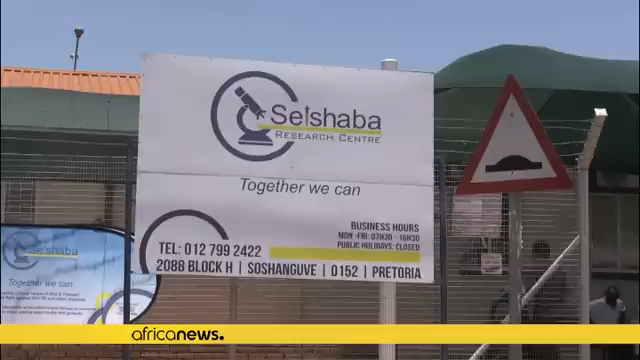 Setshaba
RESEARCH CENTRE
Together we can
BUSINESS HOURS
MON -FRI: 07H30 - 16H30
PUBLIC HOLIDAYS: CLOSED
TEL: 012 799 2422
2088 BLOCK H | SOSHANGUVE | 0152 | PRETORIA
Setshaba
Together we can
africanews.